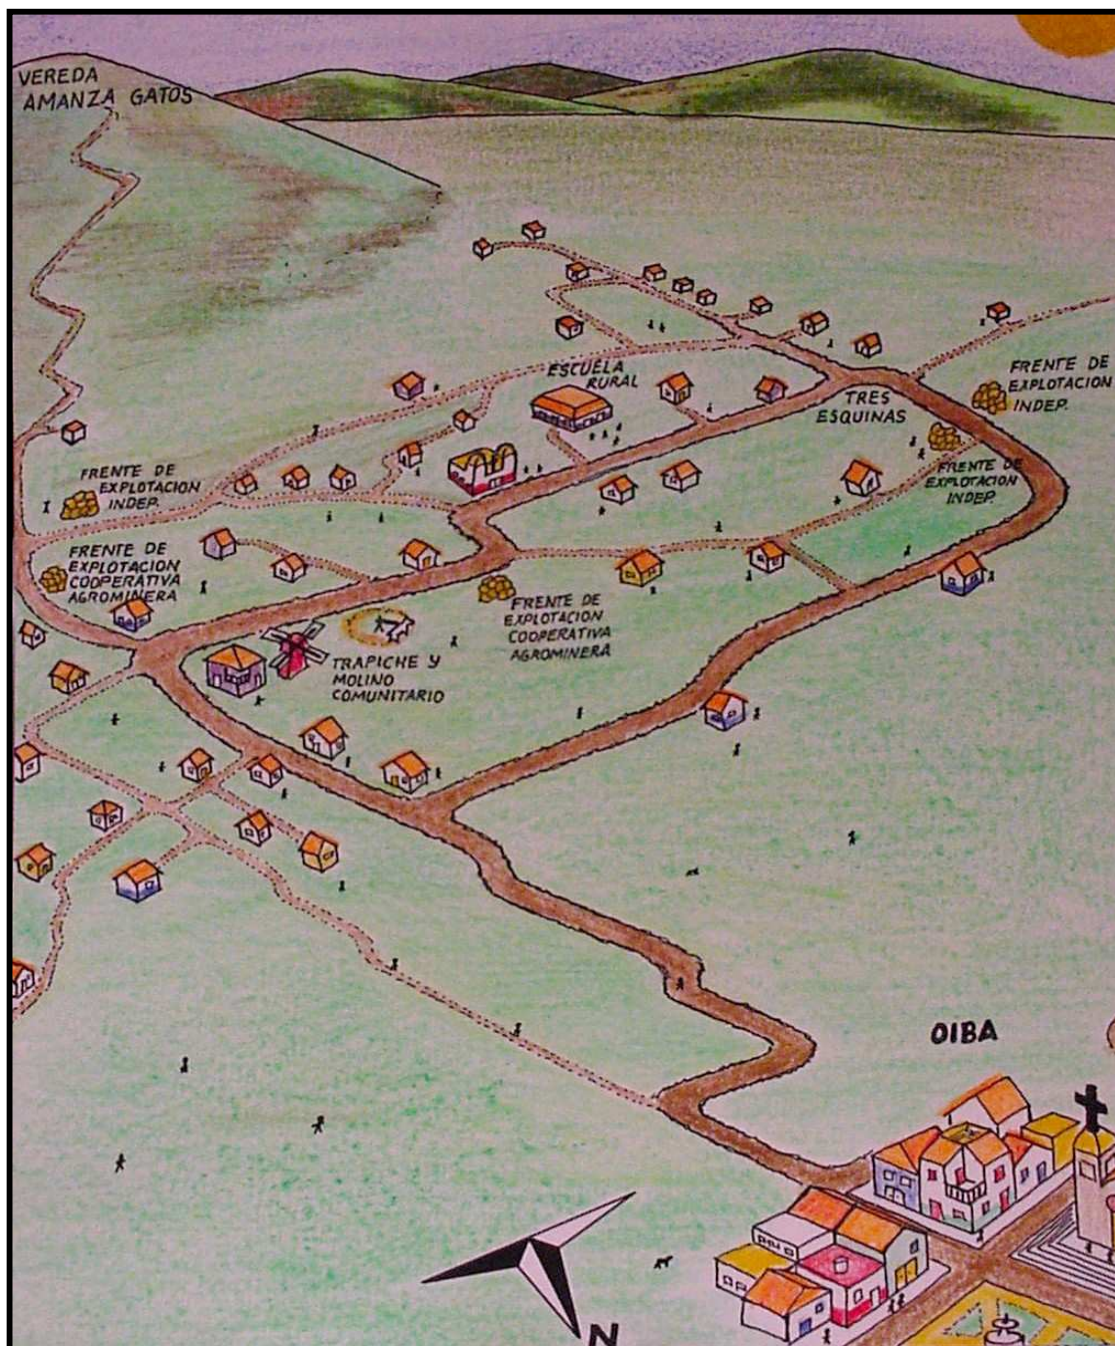 VEREDA
AMANZA GATOS
ESCUELA
RURAL
FRENTE DE
EXPLOTACION
INDEP.
TRES
ESQUINAS
FRENTE DE
EXPLOTACION
INDEP.
FRENTE DE
EXPLOTACION
INDEP.
FRENTE DE
EXPLOTACION
COOPERATIVA
AGROMINERA
FRENTE DE
EXPLOTACION
COOPERATIVA
AGROMINERA
TRAPICHE Y
MOLINO
COMUNITARIO
OIBA
N